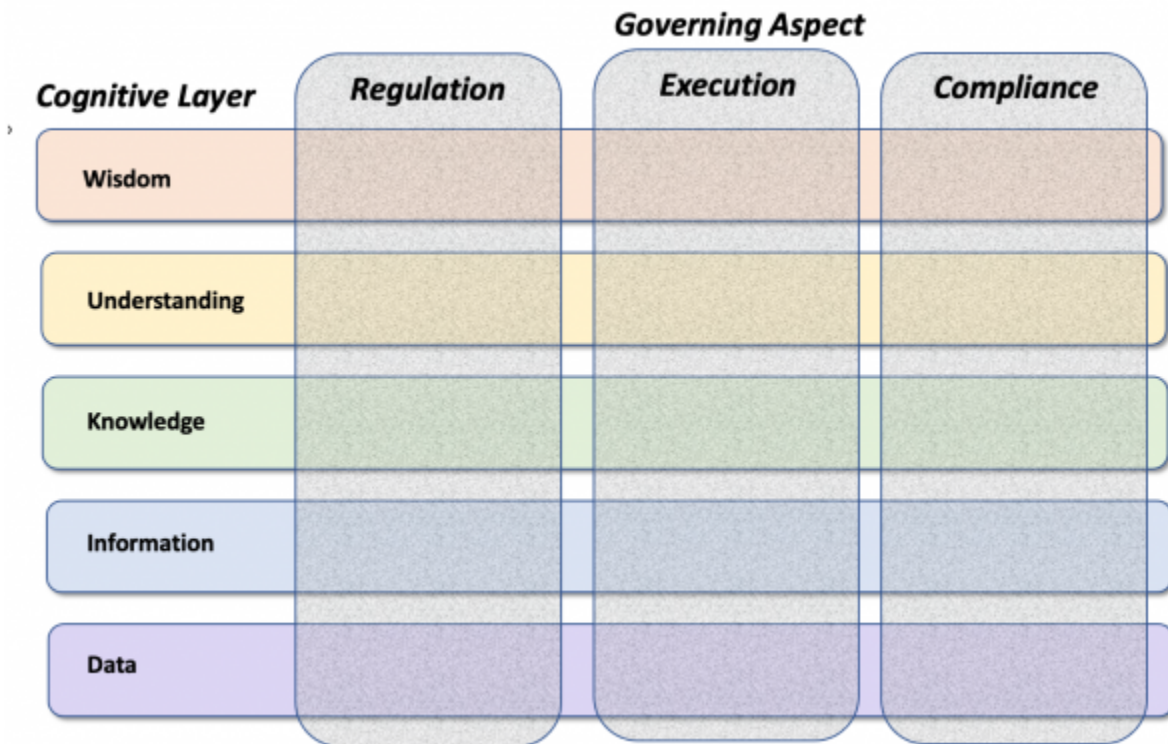 Governing Aspect
Cognitive Layer
Regulation
Execution
Compliance
Wisdom
Understanding
Knowledge
Information
Data